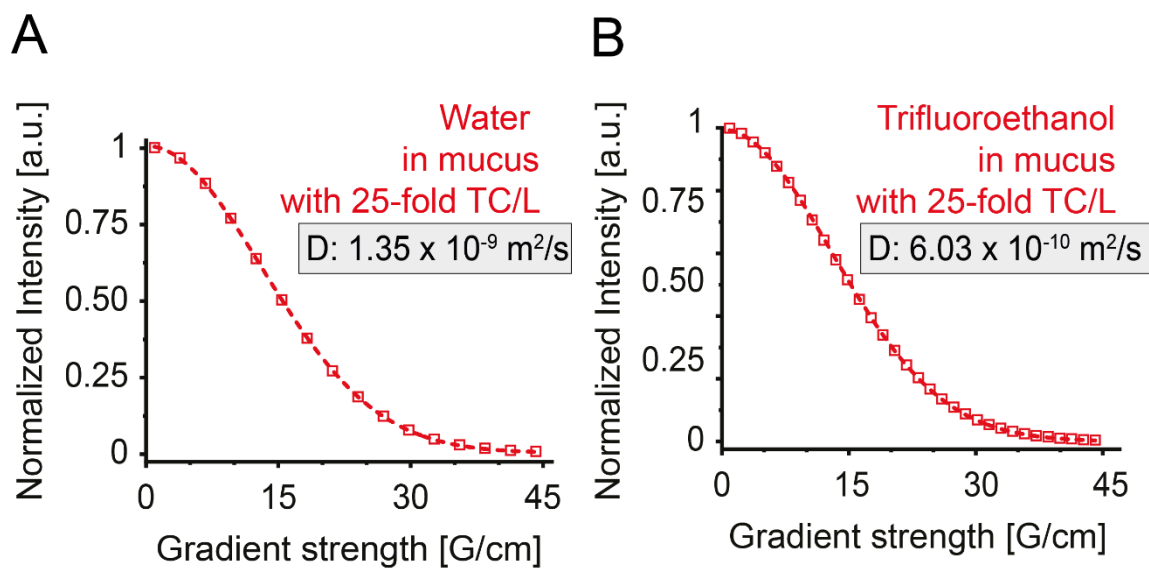 A
Normalized Intensity [a.u.]
1
0.75
0.50
0.25
0
Water
in mucus
with 25-fold TC/L
D: 1.35 x 10⁻⁹ m²/s
0 15 30 45
Gradient strength [G/cm]
B
Normalized Intensity [a.u.]
1
0.75
0.50
0.25
0
Trifluoroethanol
in mucus
with 25-fold TC/L
D: 6.03 x 10⁻¹⁰ m²/s
0 15 30 45
Gradient strength [G/cm]